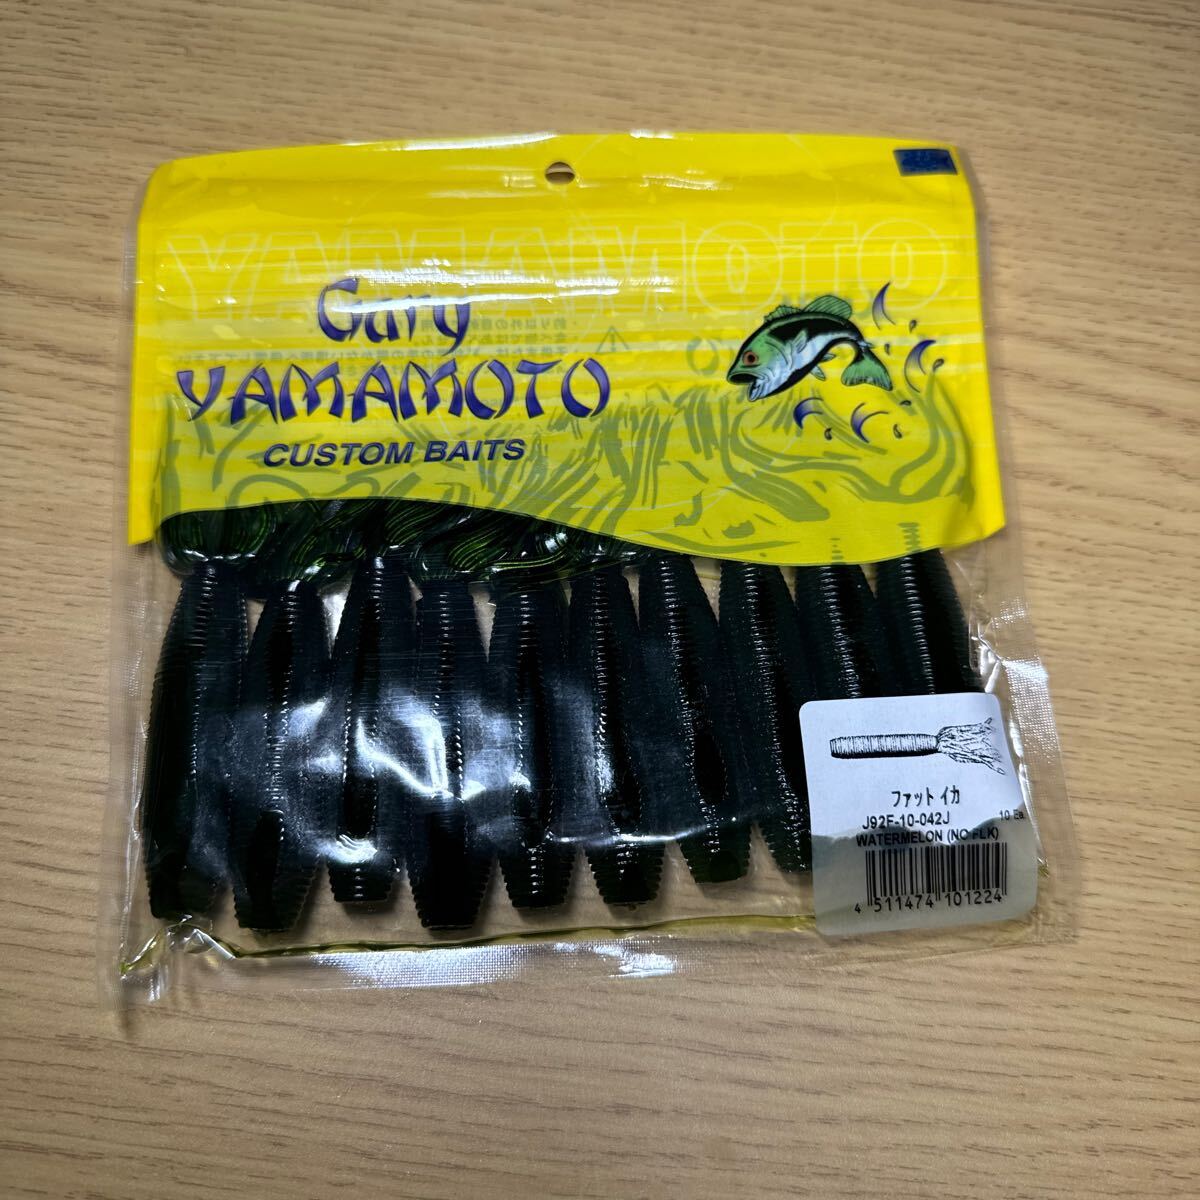 YAMAMOTO
Gary
YAMAMOTO
CUSTOM BAITS
ファット イカ
J92F-10-042J
10 Ea
WATERMELON (NO FLK)
4 511474 101224